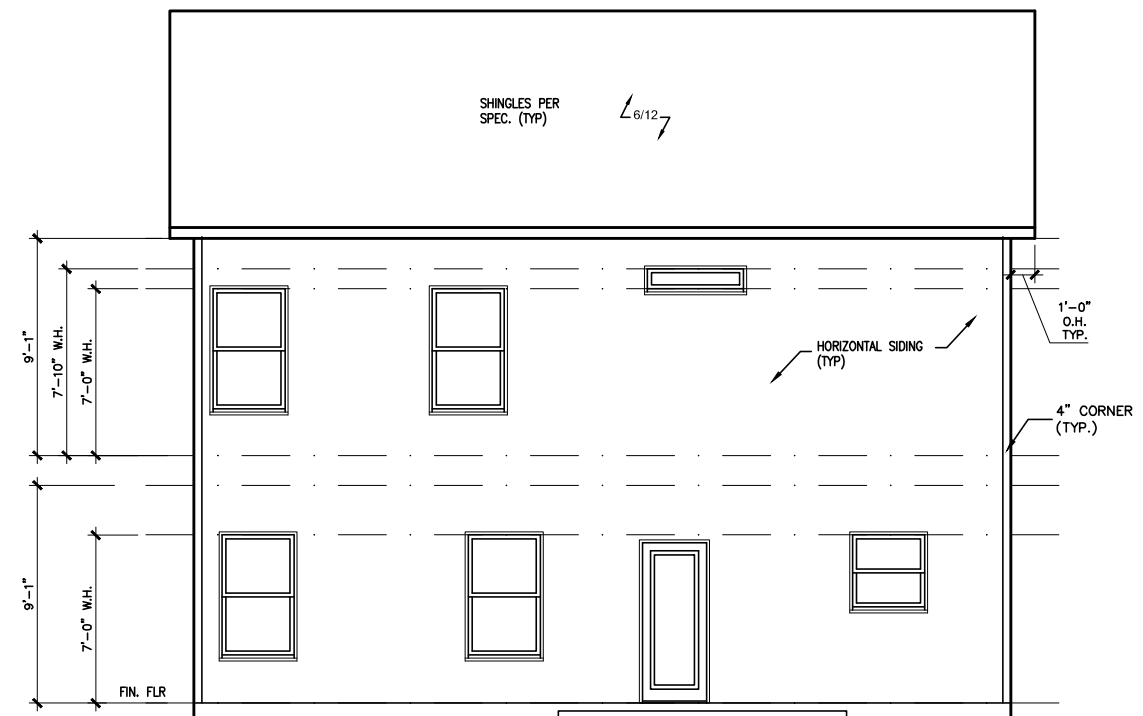 SHINGLES PER
SPEC. (TYP)
6/12
9'-1"
7'-10" W.H.
7'-0" W.H.
1'-0"
O.H.
TYP.
HORIZONTAL SIDING
(TYP)
4" CORNER
(TYP.)
9'-1"
7'-0" W.H.
FIN. FLR